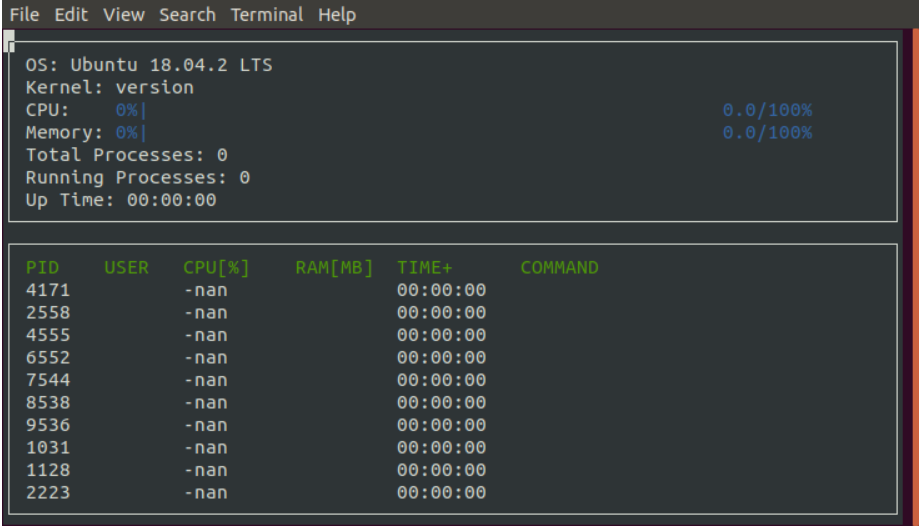 File Edit View Search Terminal Help
OS: Ubuntu 18.04.2 LTS
Kernel: version
CPU: 0%| 0.0/100%
Memory: 0%| 0.0/100%
Total Processes: 0
Running Processes: 0
Up Time: 00:00:00
PID USER CPU[%] RAM[MB] TIME+ COMMAND
4171 -nan 00:00:00
2558 -nan 00:00:00
4555 -nan 00:00:00
6552 -nan 00:00:00
7544 -nan 00:00:00
8538 -nan 00:00:00
9536 -nan 00:00:00
1031 -nan 00:00:00
1128 -nan 00:00:00
2223 -nan 00:00:00